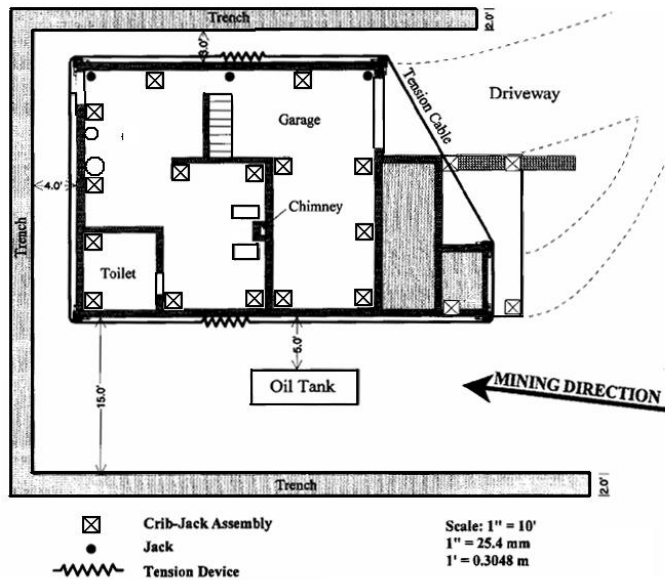 Trench
2.0'
3.0'
Driveway
Tension Cable
Garage
4.0'
Trench
Chimney
Toilet
5.0'
15.0'
Oil Tank
MINING DIRECTION
Trench
2.0'
Crib-Jack Assembly
Jack
Tension Device
Scale: 1" = 10'
1" = 25.4 mm
1' = 0.3048 m